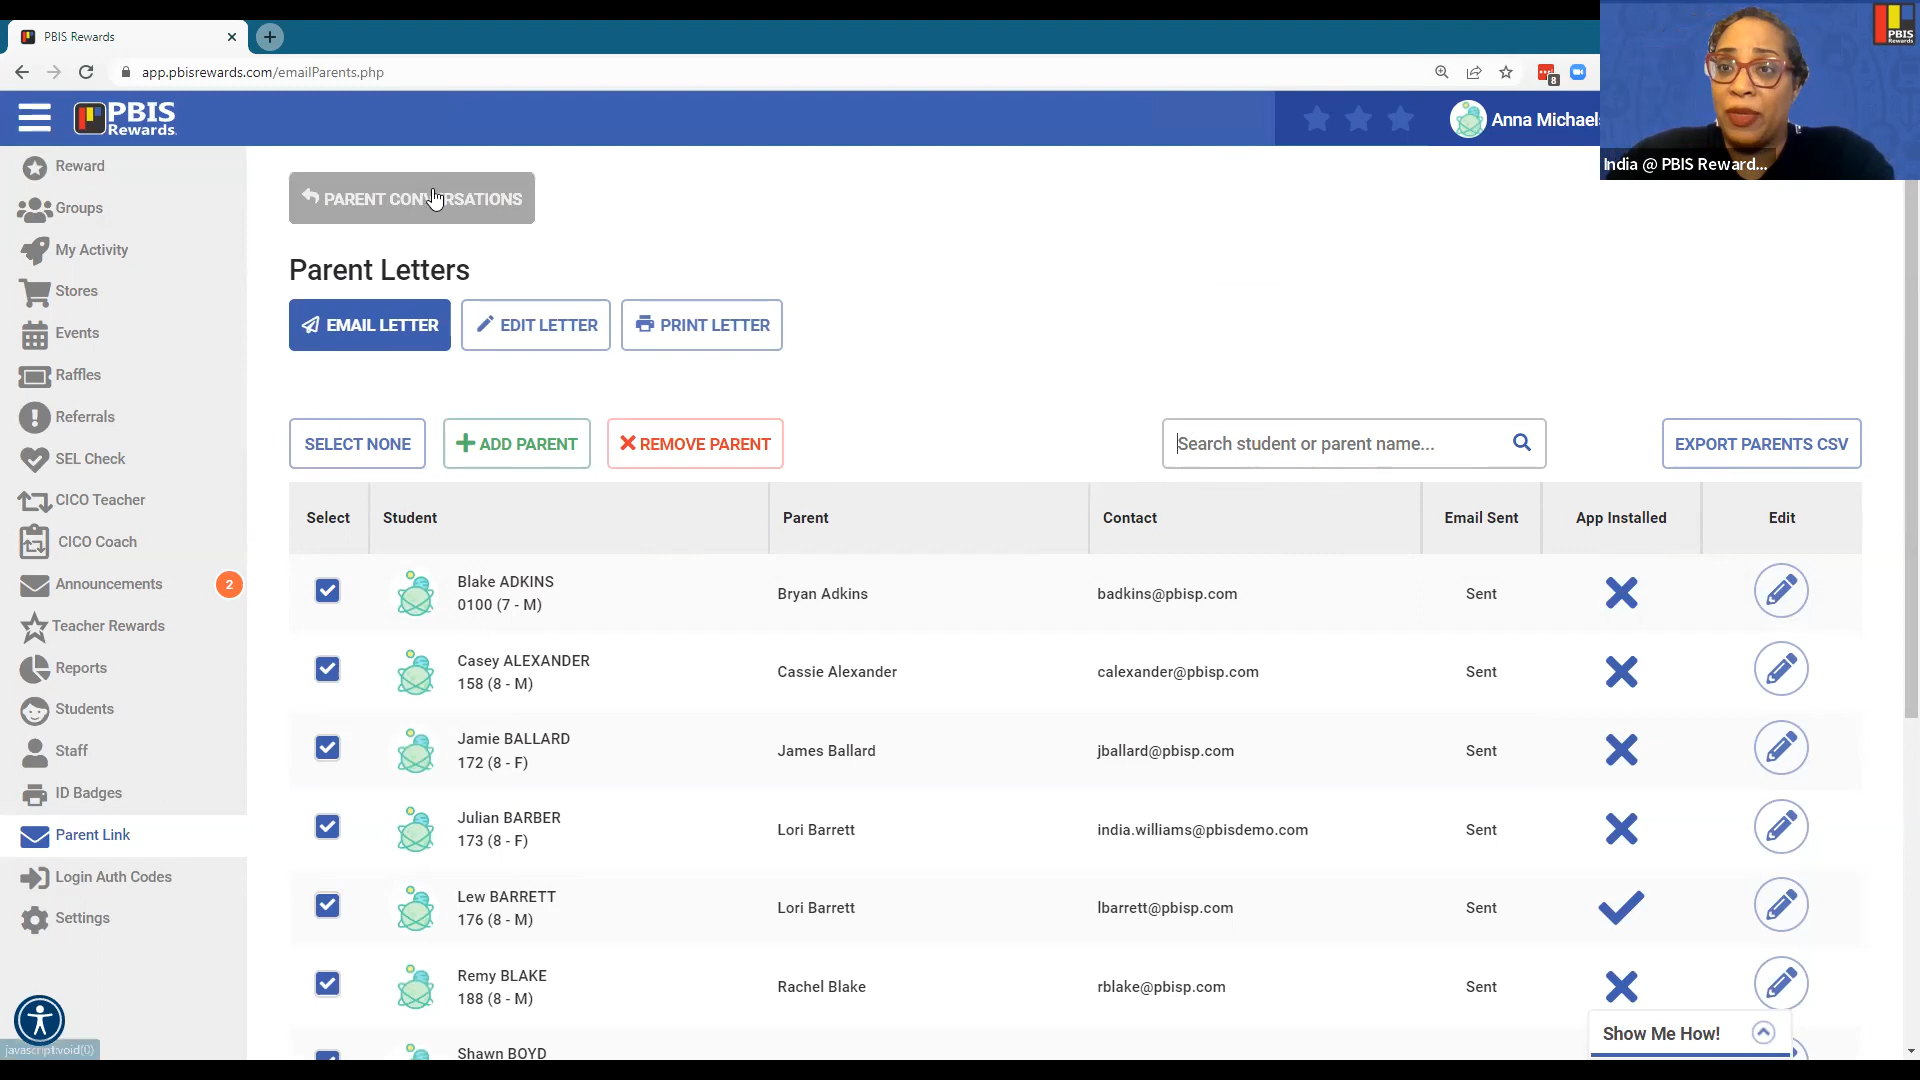 PBIS Rewards
app.pbisrewards.com/emailParents.php
8
PBIS
Rewards
PBIS
Rewards
Anna Michaels
India @ PBIS Reward...
Reward
Groups
My Activity
Stores
Events
Raffles
Referrals
SEL Check
CICO Teacher
CICO Coach
Announcements 2
Teacher Rewards
Reports
Students
Staff
ID Badges
Parent Link
Login Auth Codes
Settings
javascript:void(0)
PARENT CONVERSATIONS
Parent Letters
EMAIL LETTER EDIT LETTER PRINT LETTER
SELECT NONE ADD PARENT REMOVE PARENT Search student or parent name... EXPORT PARENTS CSV
Select Student Parent Contact Email Sent App Installed Edit
Blake ADKINS
0100 (7 - M) Bryan Adkins badkins@pbisp.com Sent
Casey ALEXANDER
158 (8 - M) Cassie Alexander calexander@pbisp.com Sent
Jamie BALLARD
172 (8 - F) James Ballard jballard@pbisp.com Sent
Julian BARBER
173 (8 - F) Lori Barrett india.williams@pbisdemo.com Sent
Lew BARRETT
176 (8 - M) Lori Barrett lbarrett@pbisp.com Sent
Remy BLAKE
188 (8 - M) Rachel Blake rblake@pbisp.com Sent
Shawn BOYD
Show Me How!